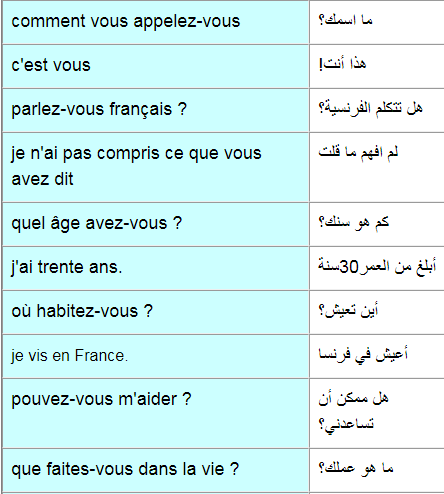 comment vous appelez-vous
ما اسمك؟
c'est vous
هذا أنت!
parlez-vous français ?
هل تتكلم الفرنسية؟
je n'ai pas compris ce que vous
avez dit
لم افهم ما قلت
quel âge avez-vous ?
كم هو سنك؟
j'ai trente ans.
أبلغ من العمر30سنة
où habitez-vous ?
أين تعيش؟
je vis en France.
أعيش في فرنسا
pouvez-vous m'aider ?
هل ممكن أن
تساعدني؟
que faites-vous dans la vie ?
ما هو عملك؟